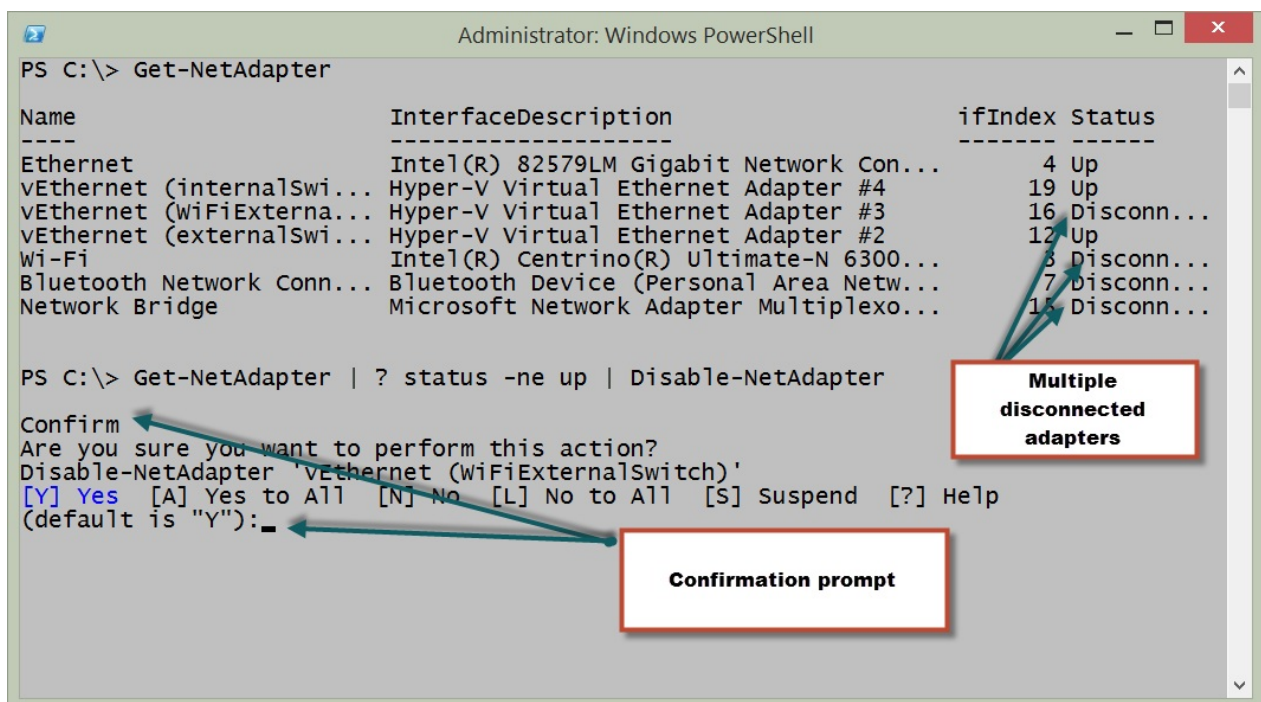 Administrator: Windows PowerShell
PS C:\> Get-NetAdapter
Name InterfaceDescription ifIndex Status
---- -------------------- ------- ------
Ethernet Intel(R) 82579LM Gigabit Network Con... 4 Up
vEthernet (internalSwi... Hyper-V Virtual Ethernet Adapter #4 19 Up
vEthernet (WiFiExterna... Hyper-V Virtual Ethernet Adapter #3 16 Disconn...
vEthernet (externalSwi... Hyper-V Virtual Ethernet Adapter #2 12 Up
Wi-Fi Intel(R) Centrino(R) Ultimate-N 6300... 3 Disconn...
Bluetooth Network Conn... Bluetooth Device (Personal Area Netw... 7 Disconn...
Network Bridge Microsoft Network Adapter Multiplexo... 15 Disconn...
PS C:\> Get-NetAdapter | ? status -ne up | Disable-NetAdapter
Multiple
disconnected
adapters
Confirm
Are you sure you want to perform this action?
Disable-NetAdapter 'vEthernet (WiFiExternalSwitch)'
[Y] Yes [A] Yes to All [N] No [L] No to All [S] Suspend [?] Help
(default is "Y"):
Confirmation prompt